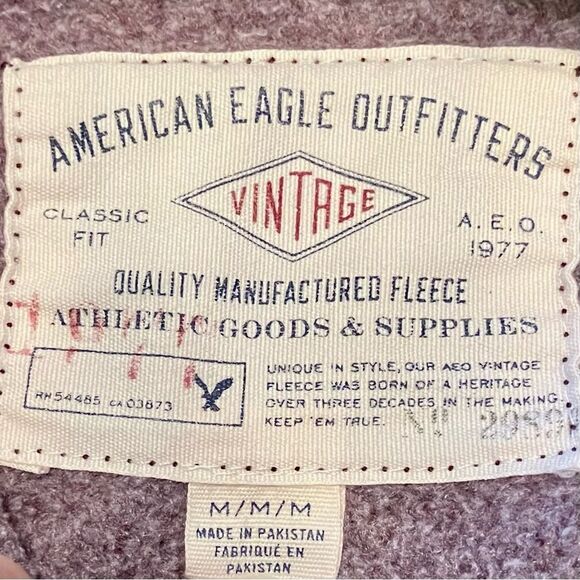 AMERICAN EAGLE OUTFITTERS
VINTAGE
CLASSIC
FIT
A.E.O.
1977
QUALITY MANUFACTURED FLEECE
ATHLETIC GOODS & SUPPLIES
RN 54485 CA 03873
UNIQUE IN STYLE, OUR AEO VINTAGE
FLEECE WAS BORN OF A HERITAGE
OVER THREE DECADES IN THE MAKING
KEEP 'EM TRUE.
M/M/M
MADE IN PAKISTAN
FABRIQUÉ EN
PAKISTAN